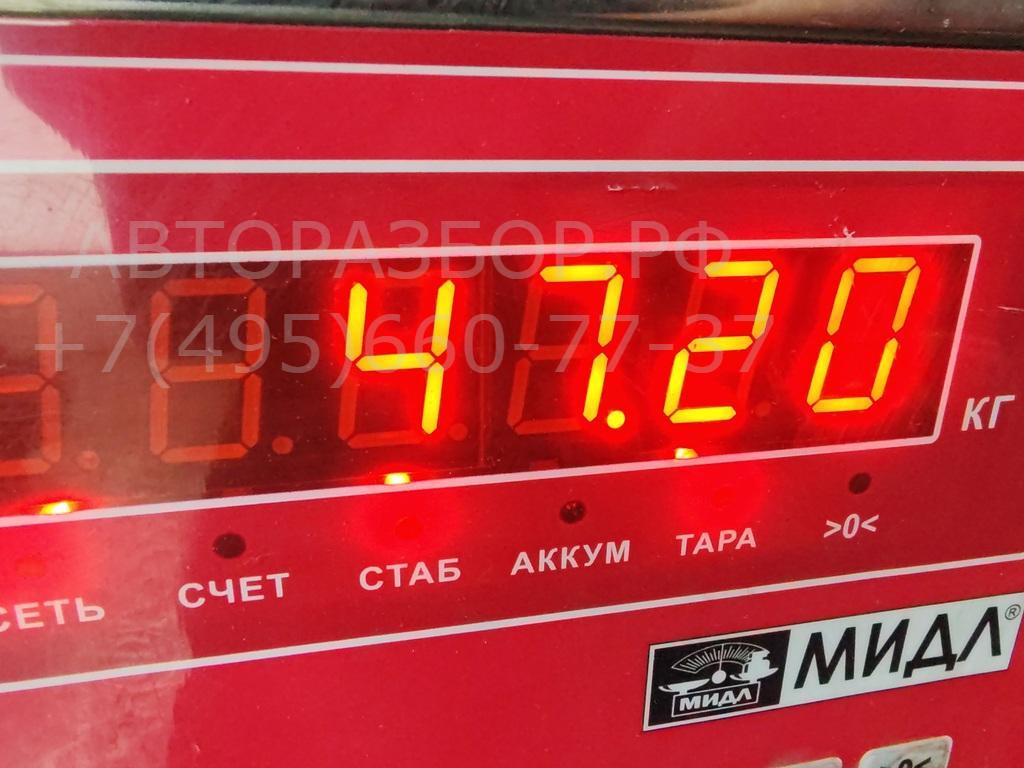 АВТОРАЗБОР.РФ
+7(495)660-77-37
47.20
КГ
СЕТЬ СЧЕТ СТАБ АККУМ ТАРА >0<
МИДЛ МИДЛ®